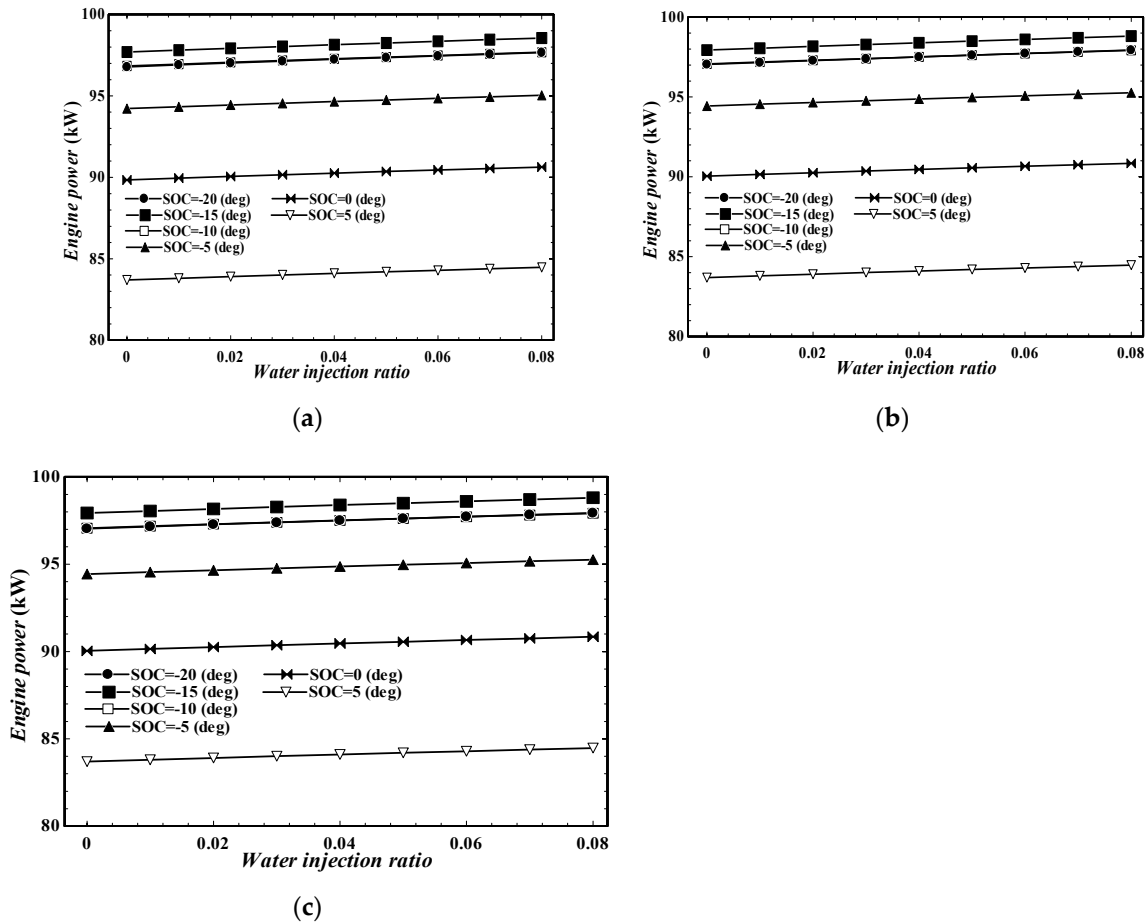 100
95
90
85
80
Engine power (kW)
SOC=-20 (deg)
SOC=0 (deg)
SOC=-15 (deg)
SOC=5 (deg)
SOC=-10 (deg)
SOC=-5 (deg)
0
0.02
0.04
0.06
0.08
Water injection ratio
(a)
100
95
90
85
80
Engine power (kW)
SOC=-20 (deg)
SOC=0 (deg)
SOC=-15 (deg)
SOC=5 (deg)
SOC=-10 (deg)
SOC=-5 (deg)
0
0.02
0.04
0.06
0.08
Water injection ratio
(b)
100
95
90
85
80
Engine power (kW)
SOC=-20 (deg)
SOC=0 (deg)
SOC=-15 (deg)
SOC=5 (deg)
SOC=-10 (deg)
SOC=-5 (deg)
0
0.02
0.04
0.06
0.08
Water injection ratio
(c)